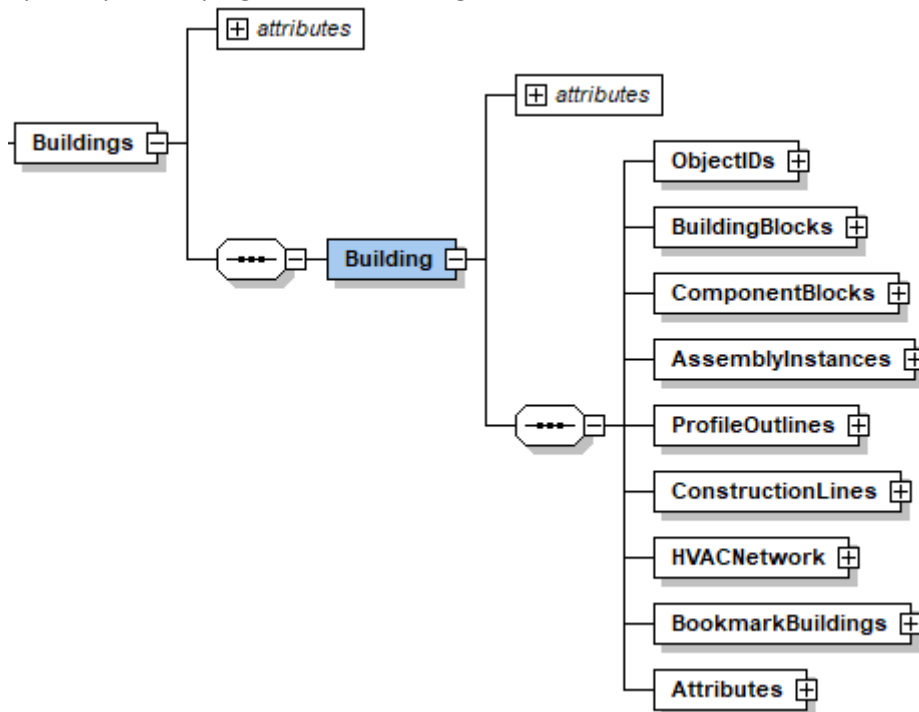 attributes
Buildings
attributes
Building
ObjectIDs
BuildingBlocks
ComponentBlocks
AssemblyInstances
ProfileOutlines
ConstructionLines
HVACNetwork
BookmarkBuildings
Attributes